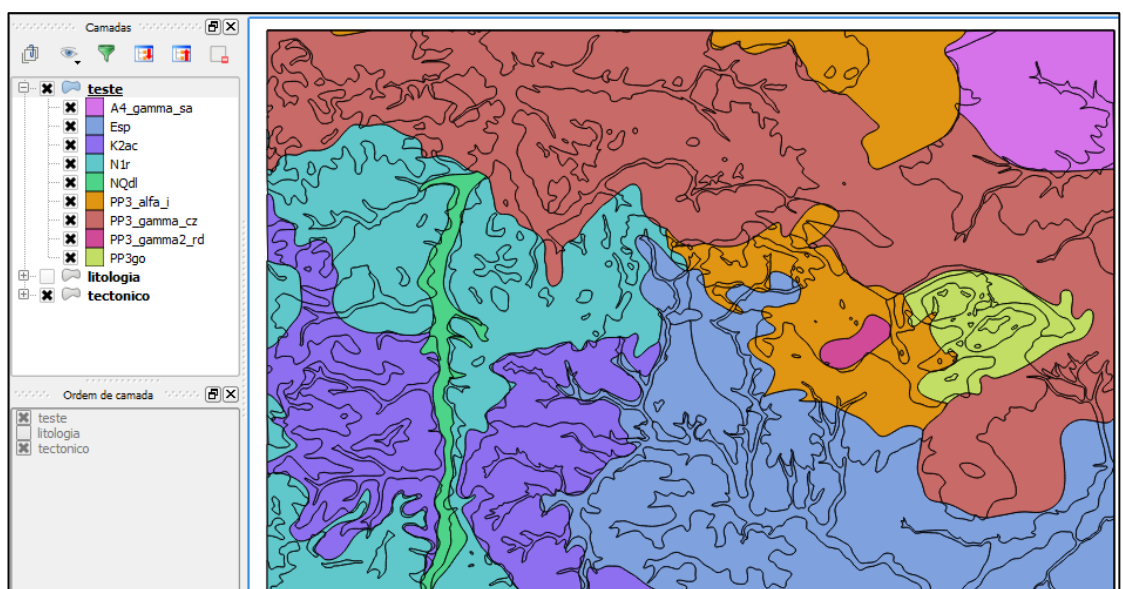 Camadas
teste
A4_gamma_sa
Esp
K2ac
N1r
NQdl
PP3_alfa_i
PP3_gamma_cz
PP3_gamma2_rd
PP3go
litologia
tectonico
Ordem de camada
teste
litologia
tectonico